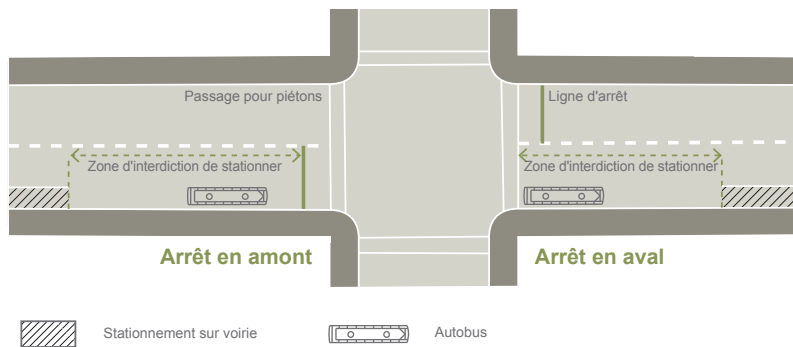 Passage pour piétons
Ligne d'arrêt
Zone d'interdiction de stationner
Zone d'interdiction de stationner
Arrêt en amont
Arrêt en aval
Stationnement sur voirie
Autobus